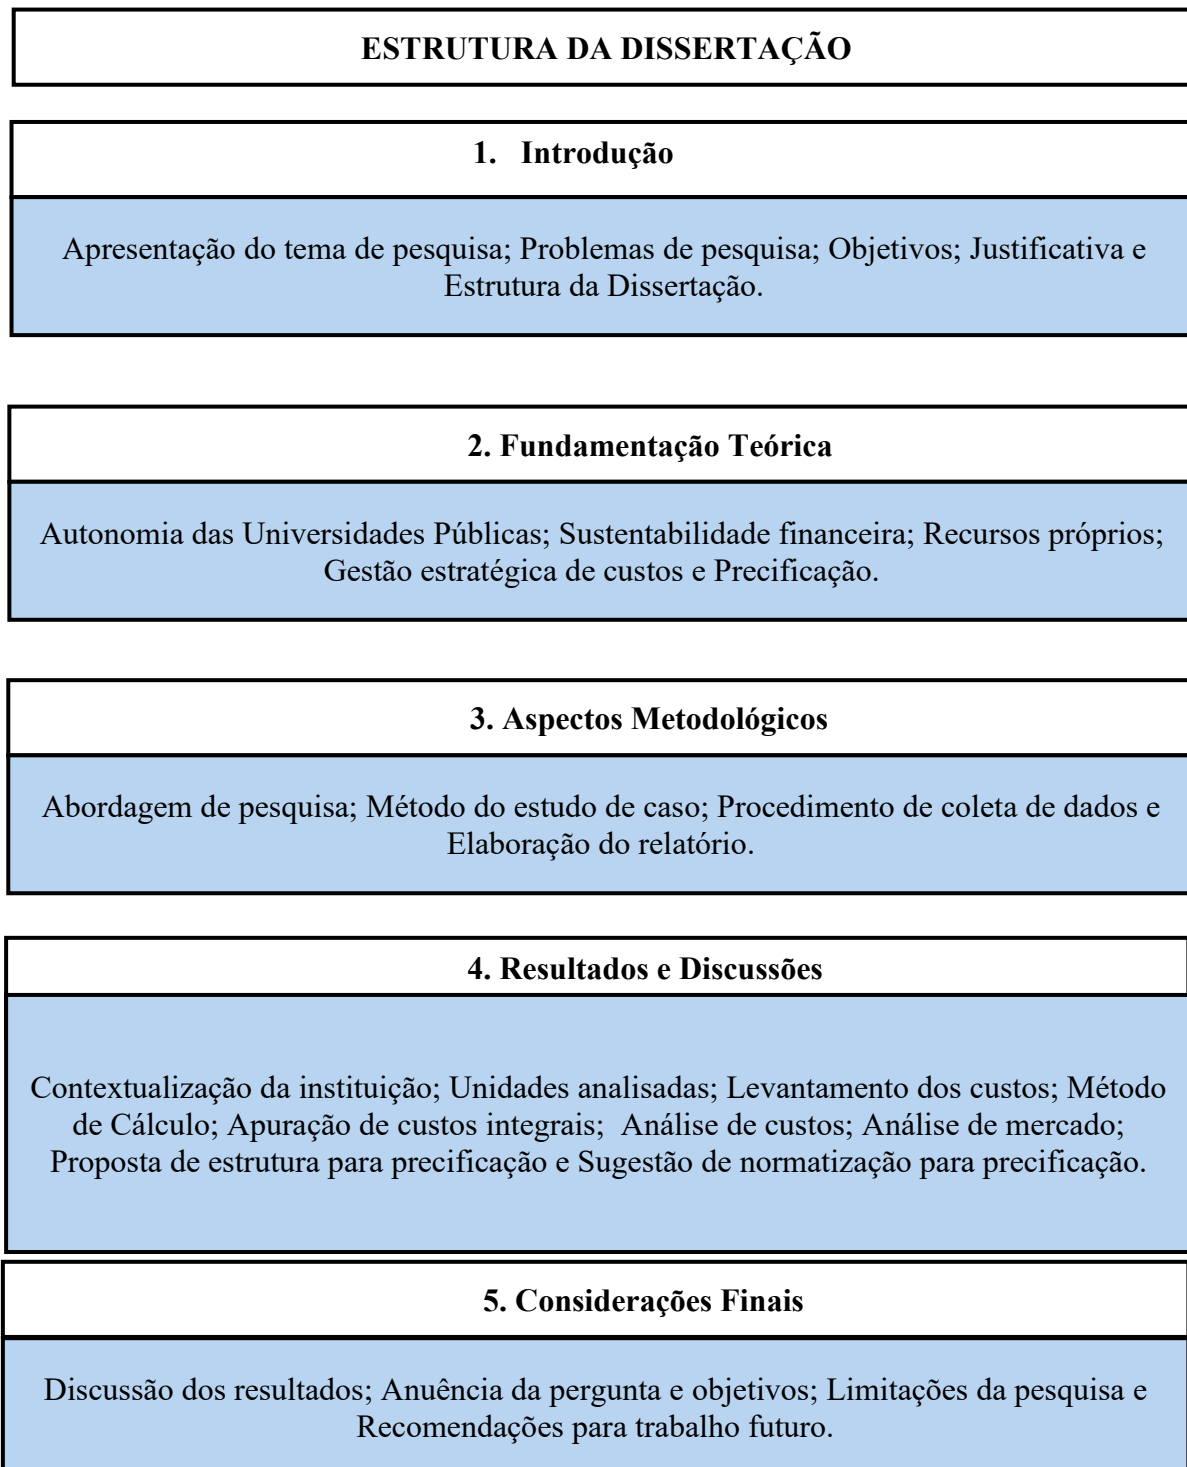 ESTRUTURA DA DISSERTAÇÃO
1. Introdução
Apresentação do tema de pesquisa; Problemas de pesquisa; Objetivos; Justificativa e
Estrutura da Dissertação.
2. Fundamentação Teórica
Autonomia das Universidades Públicas; Sustentabilidade financeira; Recursos próprios;
Gestão estratégica de custos e Precificação.
3. Aspectos Metodológicos
Abordagem de pesquisa; Método do estudo de caso; Procedimento de coleta de dados e
Elaboração do relatório.
4. Resultados e Discussões
Contextualização da instituição; Unidades analisadas; Levantamento dos custos; Método
de Cálculo; Apuração de custos integrais; Análise de custos; Análise de mercado;
Proposta de estrutura para precificação e Sugestão de normatização para precificação.
5. Considerações Finais
Discussão dos resultados; Anuência da pergunta e objetivos; Limitações da pesquisa e
Recomendações para trabalho futuro.